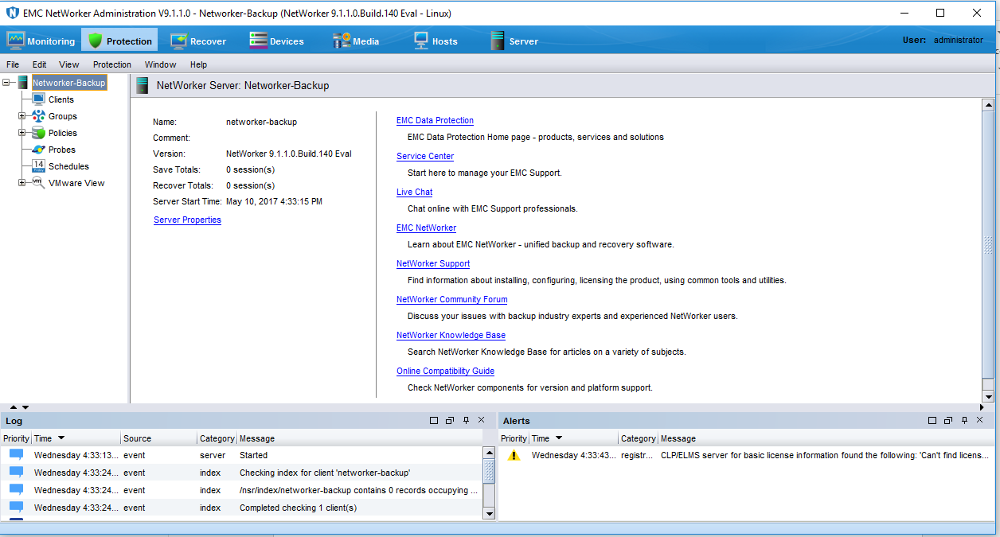 EMC NetWorker Administration V9.1.1.0 - Networker-Backup (NetWorker 9.1.1.0.Build.140 Eval - Linux)
Monitoring Protection Recover Devices Media Hosts Server User: administrator
File Edit View Protection Window Help
Networker-Backup
Clients
Groups
Policies
Probes
14 Schedules
vm VMware View
NetWorker Server: Networker-Backup
Name: networker-backup
Comment:
Version: NetWorker 9.1.1.0.Build.140 Eval
Save Totals: 0 session(s)
Recover Totals: 0 session(s)
Server Start Time: May 10, 2017 4:33:15 PM
Server Properties
EMC Data Protection
EMC Data Protection Home page - products, services and solutions
Service Center
Start here to manage your EMC Support.
Live Chat
Chat online with EMC Support professionals.
EMC NetWorker
Learn about EMC NetWorker - unified backup and recovery software.
NetWorker Support
Find information about installing, configuring, licensing the product, using common tools and utilities.
NetWorker Community Forum
Discuss your issues with backup industry experts and experienced NetWorker users.
NetWorker Knowledge Base
Search NetWorker Knowledge Base for articles on a variety of subjects.
Online Compatibility Guide
Check NetWorker components for version and platform support.
Log
Priority Time Source Category Message
Wednesday 4:33:13... event server Started
Wednesday 4:33:24... event index Checking index for client 'networker-backup'
Wednesday 4:33:24... event index /nsr/index/networker-backup contains 0 records occupying ...
Wednesday 4:33:24... event index Completed checking 1 client(s)
Alerts
Priority Time Category Message
Wednesday 4:33:43... registr... CLP/ELMS server for basic license information found the following: 'Can't find licens...